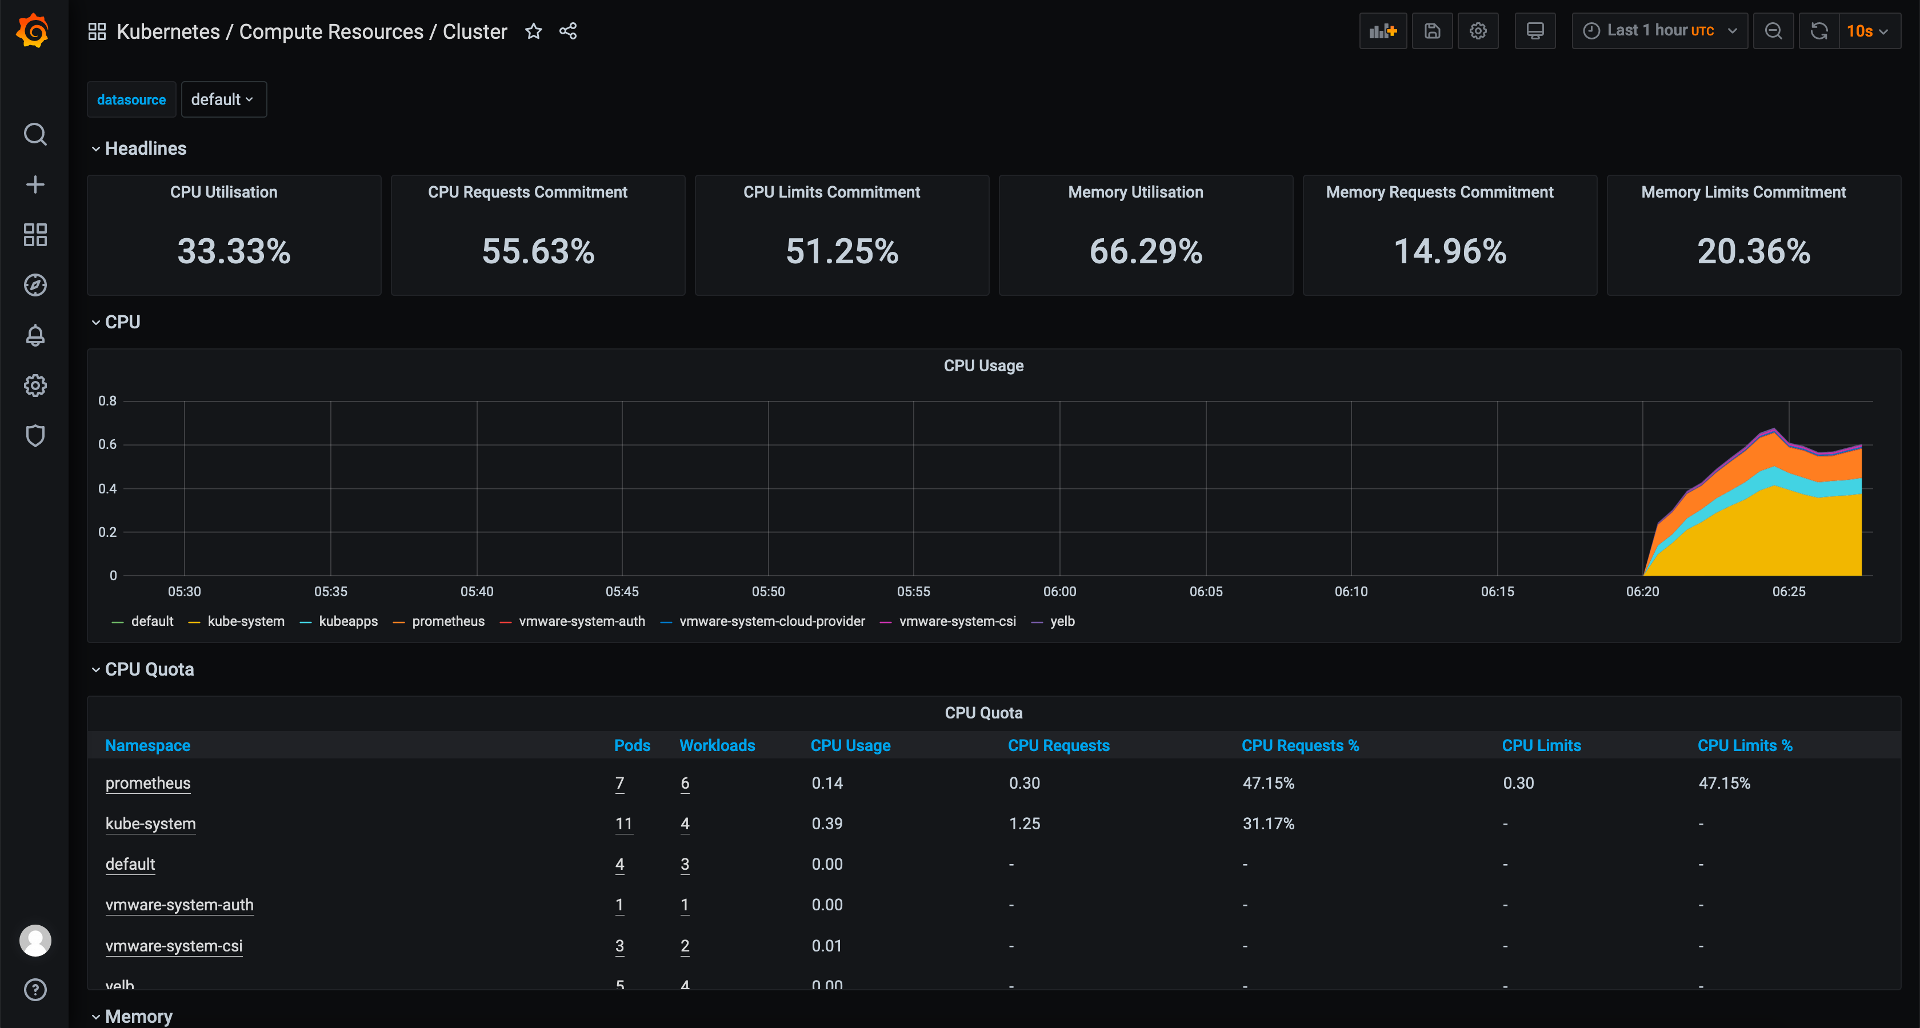 Kubernetes / Compute Resources / Cluster
Last 1 hour UTC
10s
datasource default
Headlines
CPU Utilisation CPU Requests Commitment CPU Limits Commitment Memory Utilisation Memory Requests Commitment Memory Limits Commitment
33.33% 55.63% 51.25% 66.29% 14.96% 20.36%
CPU
CPU Usage
0.8
0.6
0.4
0.2
0
05:30 05:35 05:40 05:45 05:50 05:55 06:00 06:05 06:10 06:15 06:20 06:25
default kube-system kubeapps prometheus vmware-system-auth vmware-system-cloud-provider vmware-system-csi yelb
CPU Quota
CPU Quota
Namespace Pods Workloads CPU Usage CPU Requests CPU Requests % CPU Limits CPU Limits %
prometheus 7 6 0.14 0.30 47.15% 0.30 47.15%
kube-system 11 4 0.39 1.25 31.17% - -
default 4 3 0.00 - - - -
vmware-system-auth 1 1 0.00 - - - -
vmware-system-csi 3 2 0.01 - - - -
yelb 5 4 0.00 - - - -
Memory